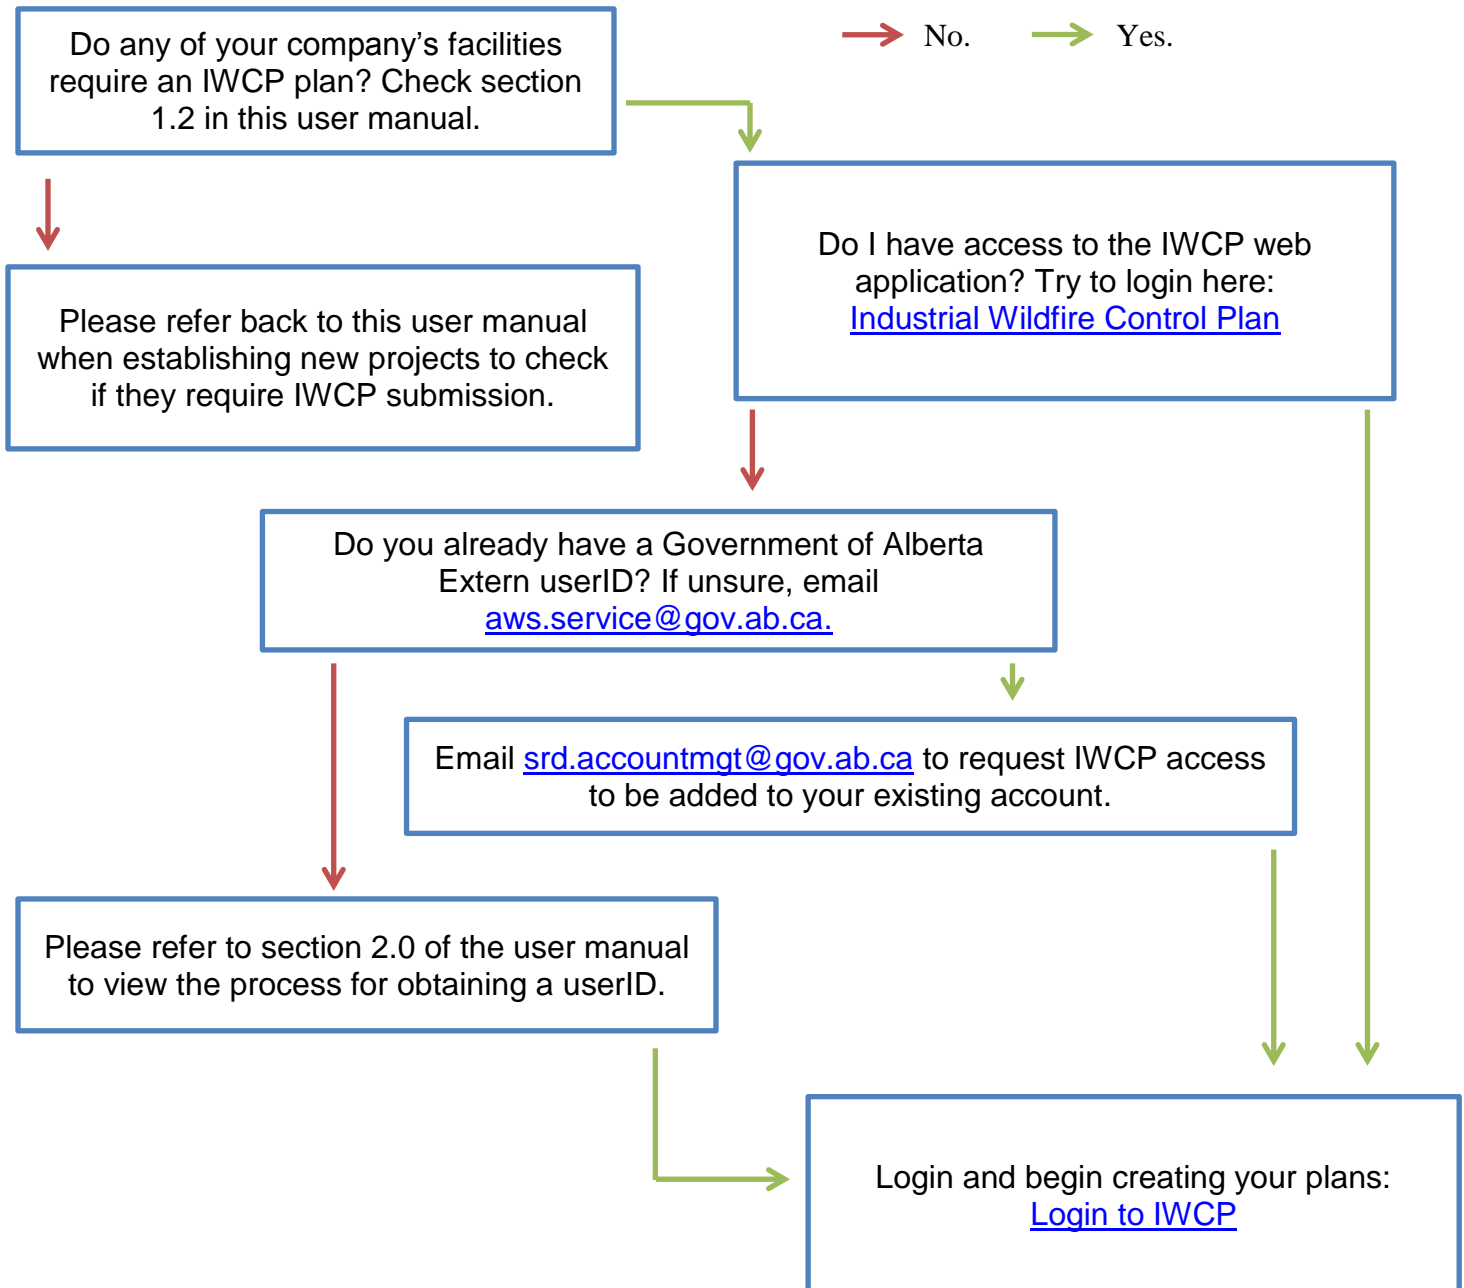 Do any of your company’s facilities
require an IWCP plan? Check section
1.2 in this user manual.
No.
Yes.
Do I have access to the IWCP web
application? Try to login here:
Industrial Wildfire Control Plan
Please refer back to this user manual
when establishing new projects to check
if they require IWCP submission.
Do you already have a Government of Alberta
Extern userID? If unsure, email
aws.service@gov.ab.ca.
Email srd.accountmgt@gov.ab.ca to request IWCP access
to be added to your existing account.
Please refer to section 2.0 of the user manual
to view the process for obtaining a userID.
Login and begin creating your plans:
Login to IWCP